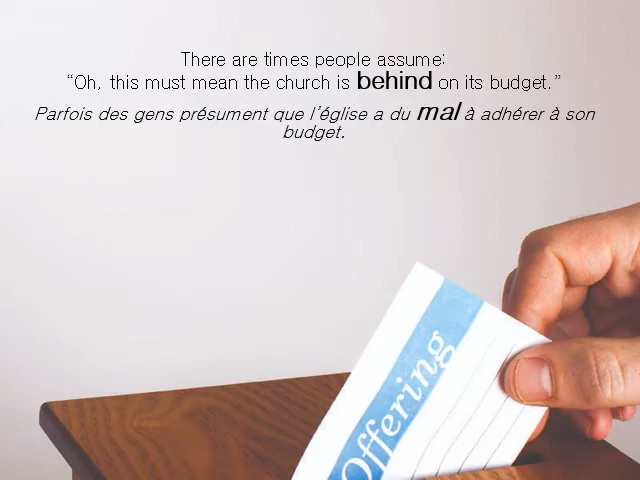 There are times people assume:
“Oh, this must mean the church is behind on its budget.”
Parfois des gens présument que l’église a du mal à adhérer à son
budget.
Offering